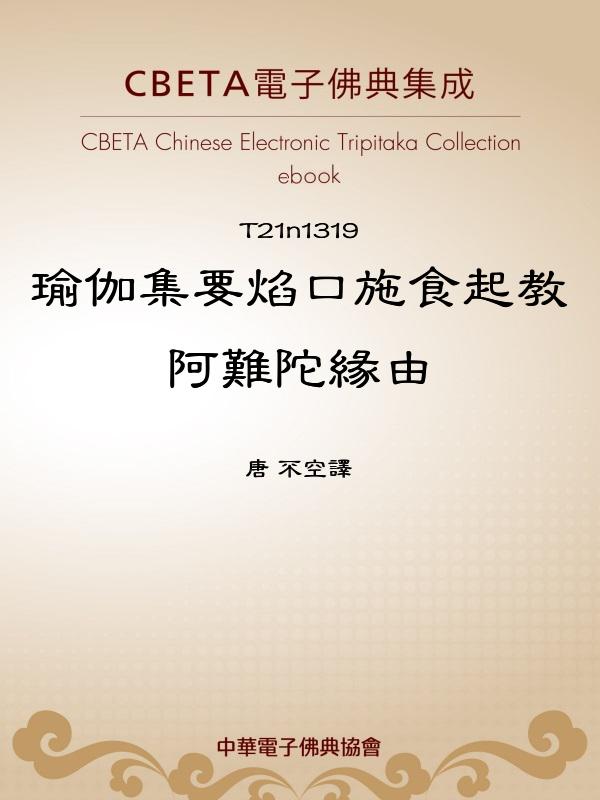 CBETA電子佛典集成
CBETA Chinese Electronic Tripitaka Collection
ebook
T21n1319
瑜伽集要焰口施食起教
阿難陀緣由
唐 不空譯
中華電子佛典協會